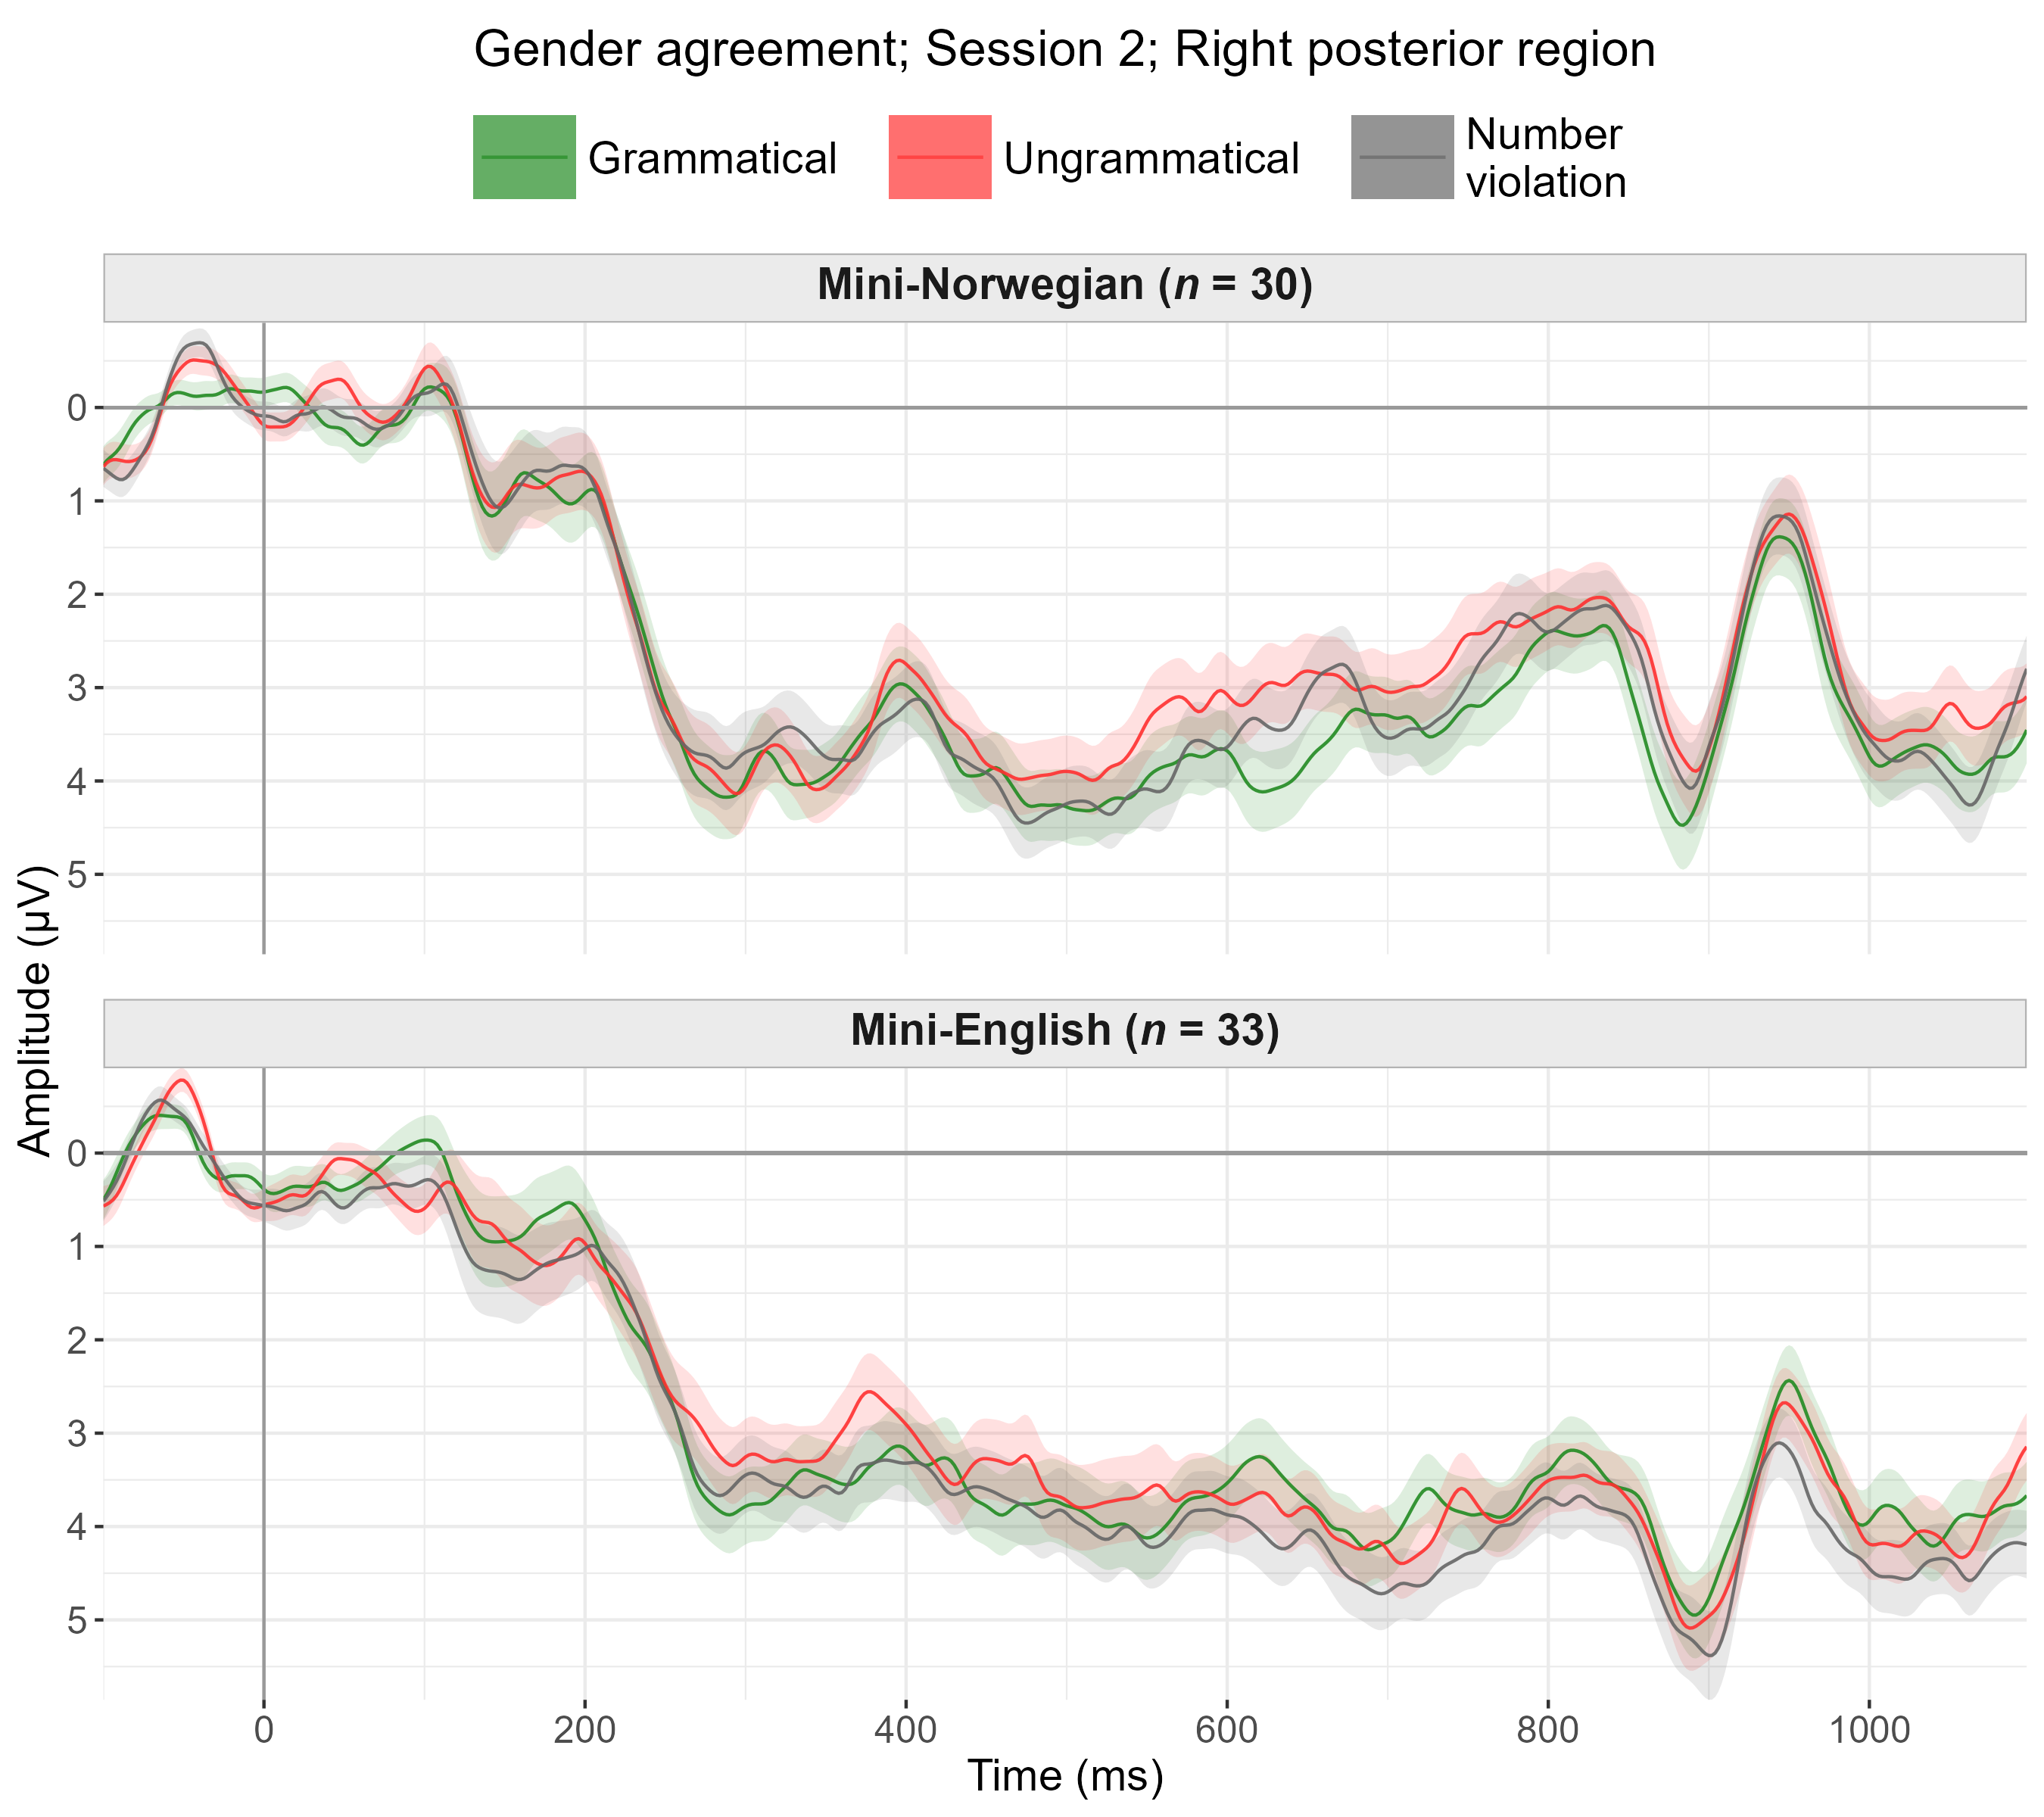 Gender agreement; Session 2; Right posterior region
Grammatical
Ungrammatical
Number
violation
Mini-Norwegian (n = 30)
0
1
2
3
4
5
Amplitude (µV)
Mini-English (n = 33)
0
1
2
3
4
5
0 200 400 600 800 1000
Time (ms)